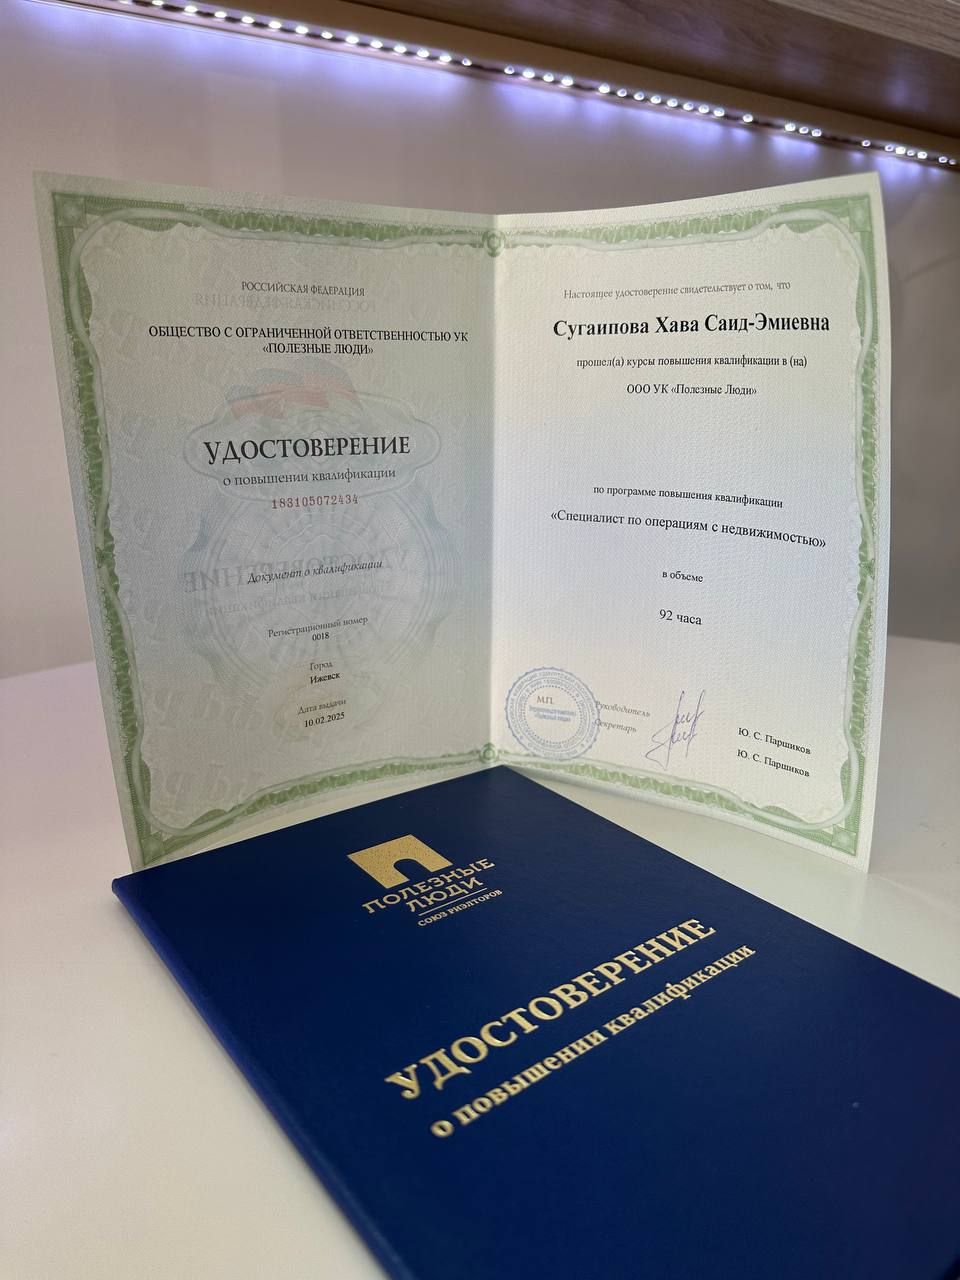 РОССИЙСКАЯ ФЕДЕРАЦИЯ
ОБЩЕСТВО С ОГРАНИЧЕННОЙ ОТВЕТСТВЕННОСТЬЮ УК
«ПОЛЕЗНЫЕ ЛЮДИ»
УДОСТОВЕРЕНИЕ
о повышении квалификации
183105072434
Документ о квалификации
Регистрационный номер
0018
Город
Ижевск
Дата выдачи
10.02.2025
Настоящее удостоверение свидетельствует о том, что
Сугаипова Хава Саид-Эмиевна
прошел(а) курсы повышения квалификации в (на)
ООО УК «Полезные Люди»
по программе повышения квалификации
«Специалист по операциям с недвижимостью»
в объеме
92 часа
М.П.
Руководитель
Секретарь
Ю. С. Паршиков
Ю. С. Паршиков
ПОЛЕЗНЫЕ
ЛЮДИ
СОЮЗ РИЭЛТОРОВ
УДОСТОВЕРЕНИЕ
о повышении квалификации